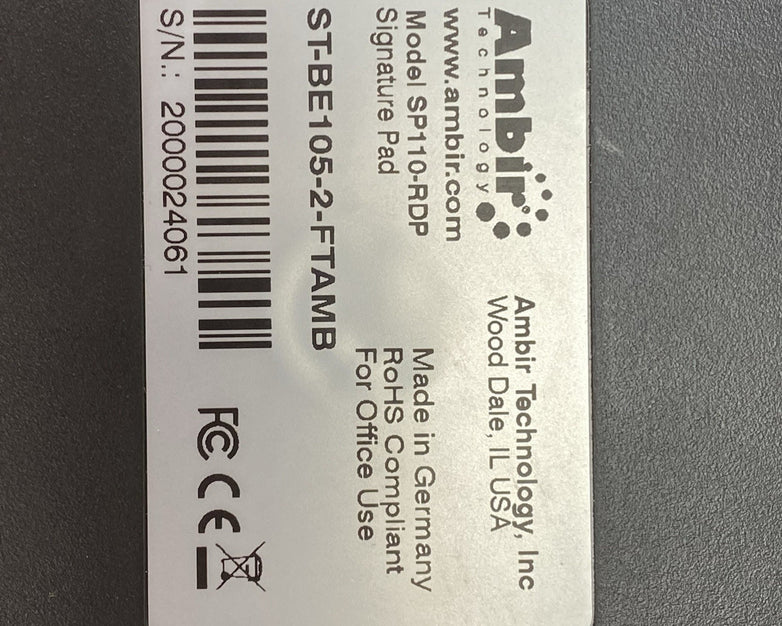 Ambir
Technology
www.ambir.com
Model SP110-RDP
Signature Pad
Ambir Technology, Inc
Wood Dale, IL USA
Made in Germany
RoHS Compliant
For Office Use
ST-BE105-2-FTAMB
S/N.: 2000024061
FC CE